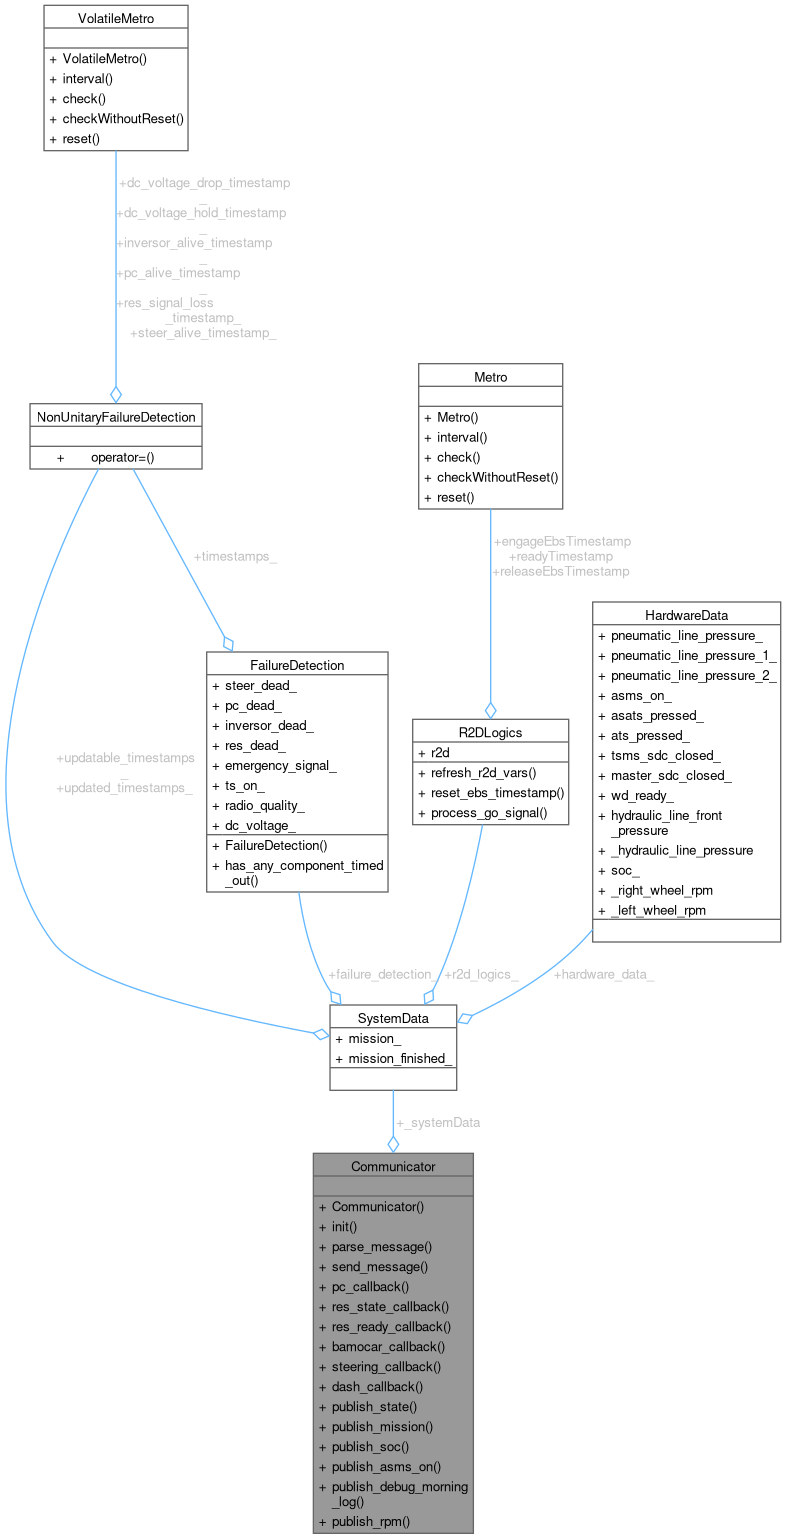 VolatileMetro
+ VolatileMetro()
+ interval()
+ check()
+ checkWithoutReset()
+ reset()
+dc_voltage_drop_timestamp
_
+dc_voltage_hold_timestamp
_
+inversor_alive_timestamp
_
+pc_alive_timestamp
_
+res_signal_loss
_timestamp_
+steer_alive_timestamp_
NonUnitaryFailureDetection
+ operator=()
Metro
+ Metro()
+ interval()
+ check()
+ checkWithoutReset()
+ reset()
+timestamps_
+engageEbsTimestamp
+readyTimestamp
+releaseEbsTimestamp
HardwareData
+ pneumatic_line_pressure_
+ pneumatic_line_pressure_1_
+ pneumatic_line_pressure_2_
+ asms_on_
+ asats_pressed_
+ ats_pressed_
+ tsms_sdc_closed_
+ master_sdc_closed_
+ wd_ready_
+ hydraulic_line_front
_pressure
+ _hydraulic_line_pressure
+ soc_
+ _right_wheel_rpm
+ _left_wheel_rpm
FailureDetection
+ steer_dead_
+ pc_dead_
+ inversor_dead_
+ res_dead_
+ emergency_signal_
+ ts_on_
+ radio_quality_
+ dc_voltage_
+ FailureDetection()
+ has_any_component_timed
_out()
R2DLogics
+ r2d
+ refresh_r2d_vars()
+ reset_ebs_timestamp()
+ process_go_signal()
+updatable_timestamps
_
+updated_timestamps_
+failure_detection_
+r2d_logics_
+hardware_data_
SystemData
+ mission_
+ mission_finished_
+_systemData
Communicator
+ Communicator()
+ init()
+ parse_message()
+ send_message()
+ pc_callback()
+ res_state_callback()
+ res_ready_callback()
+ bamocar_callback()
+ steering_callback()
+ dash_callback()
+ publish_state()
+ publish_mission()
+ publish_soc()
+ publish_asms_on()
+ publish_debug_morning
_log()
+ publish_rpm()